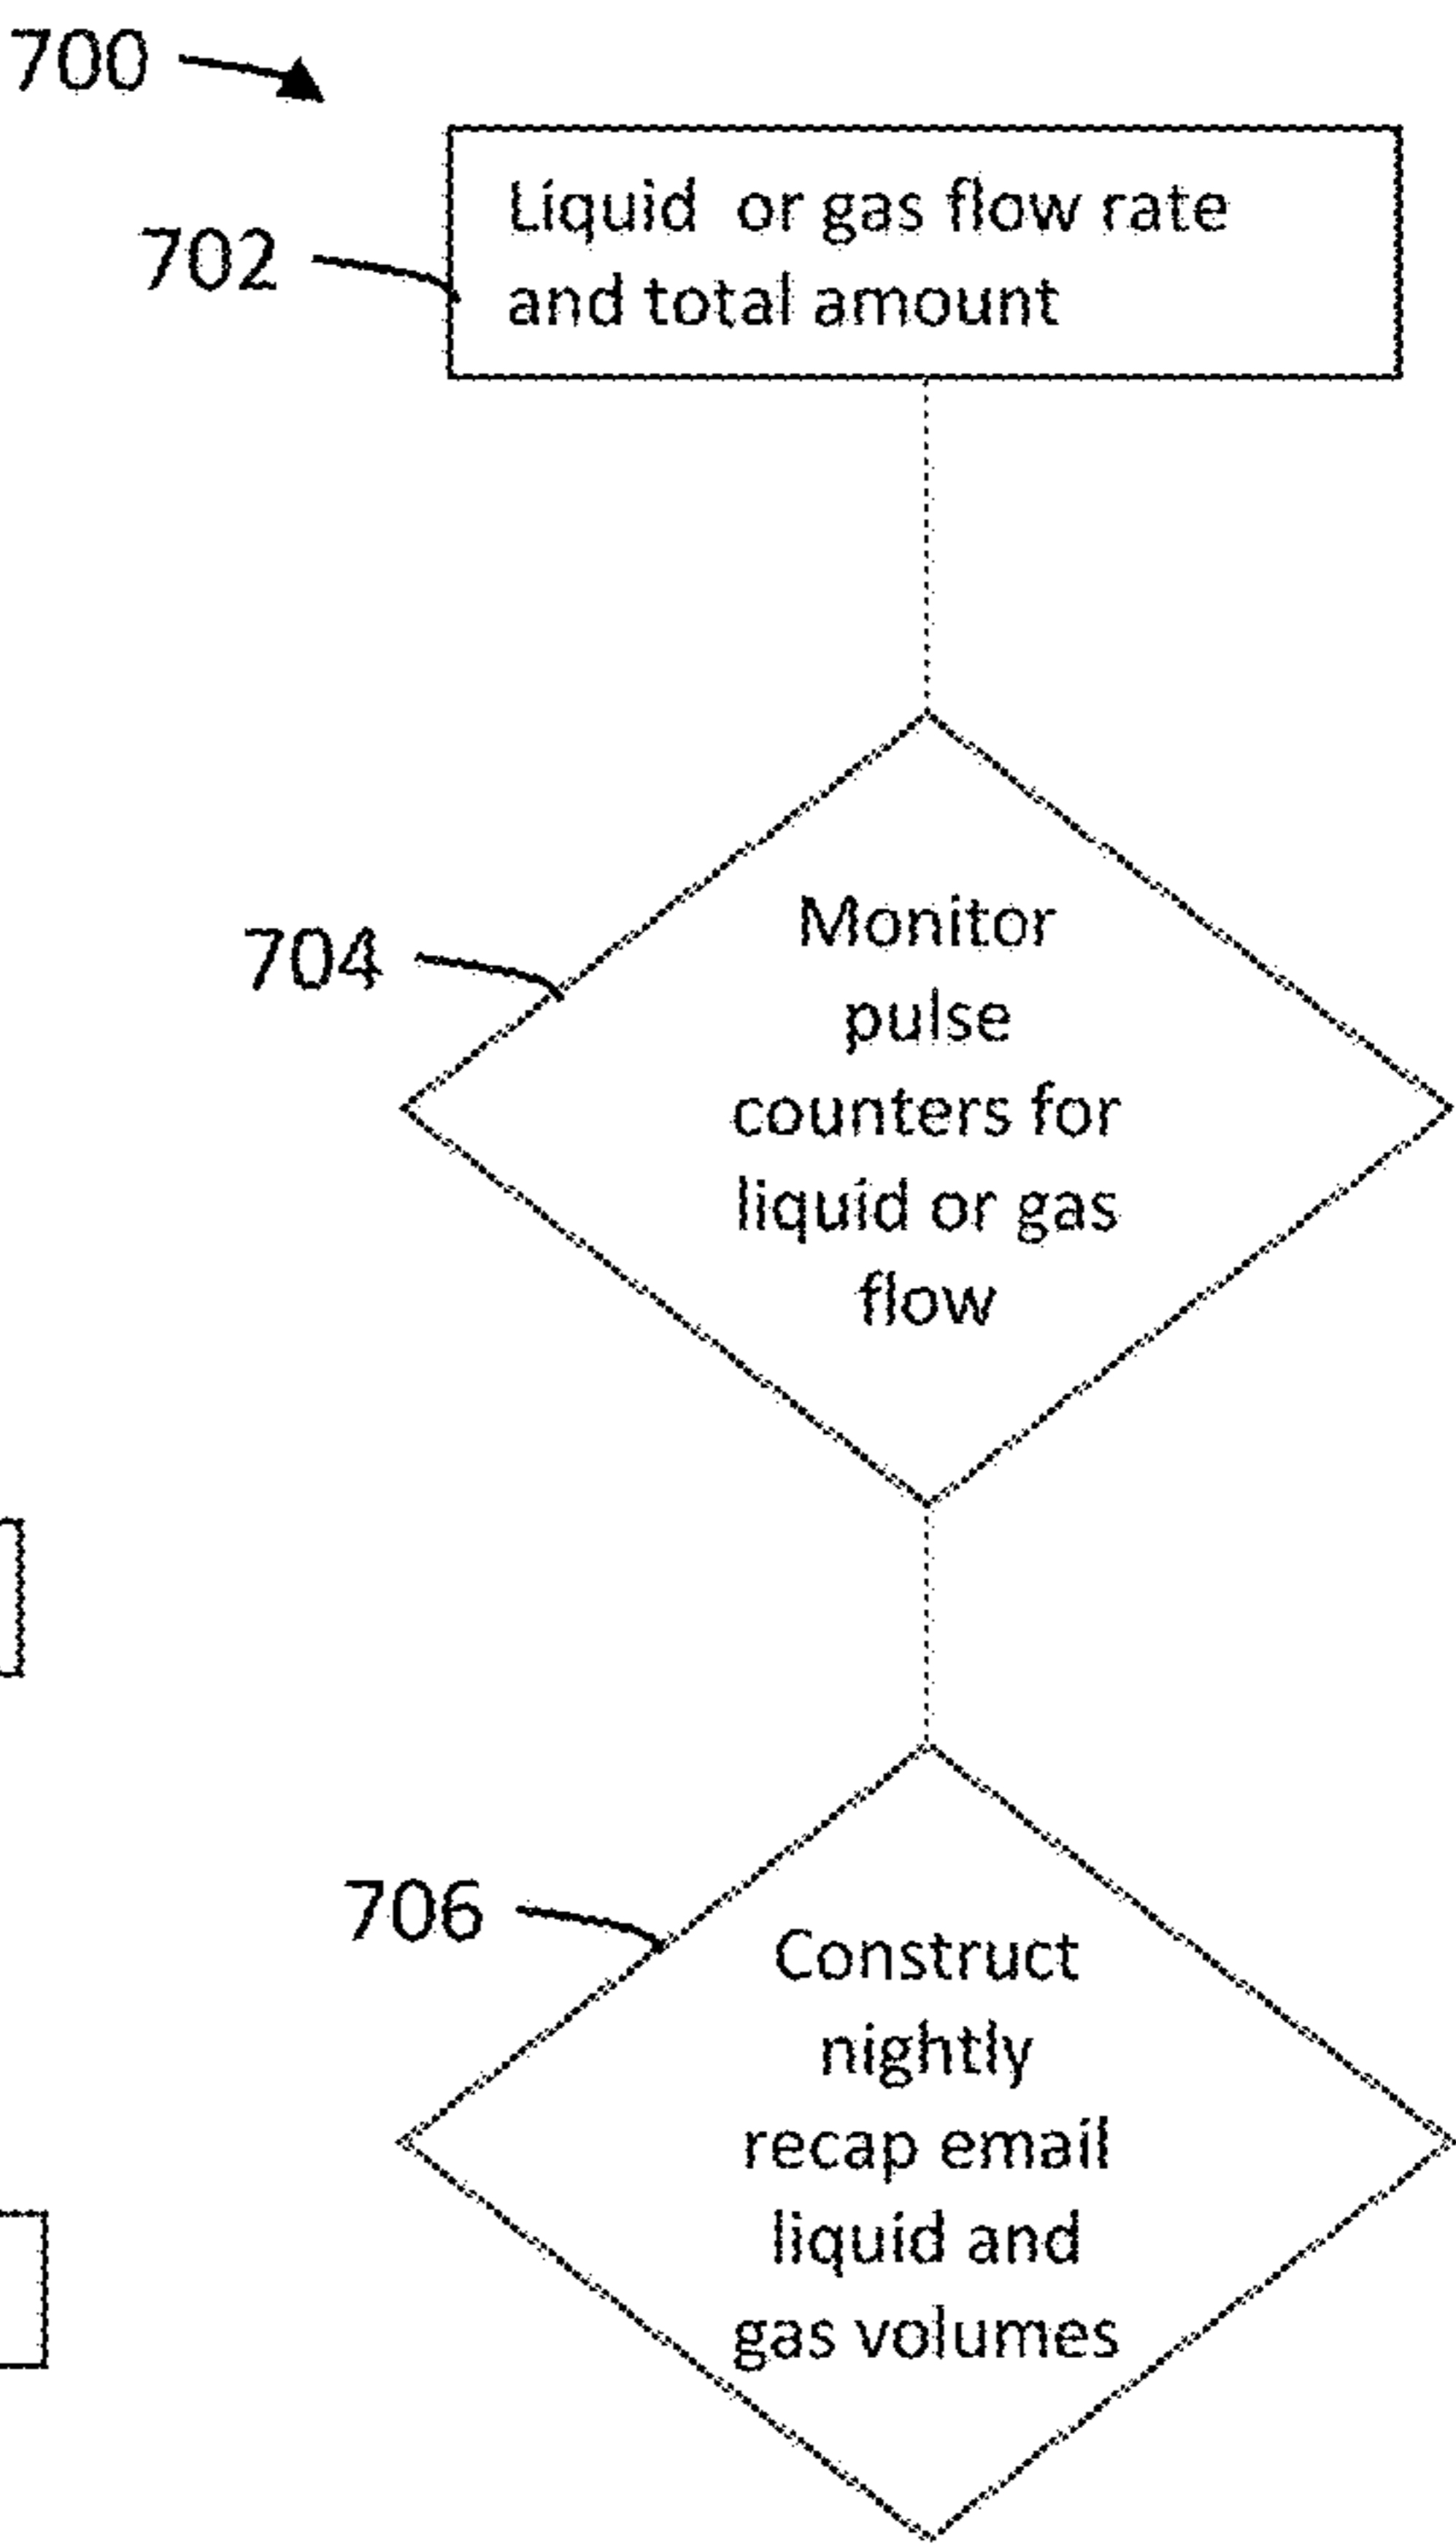 700
702
Liquid or gas flow rate
and total amount
704
Monitor
pulse
counters for
liquid or gas
flow
706
Construct
nightly
recap email
liquid and
gas volumes